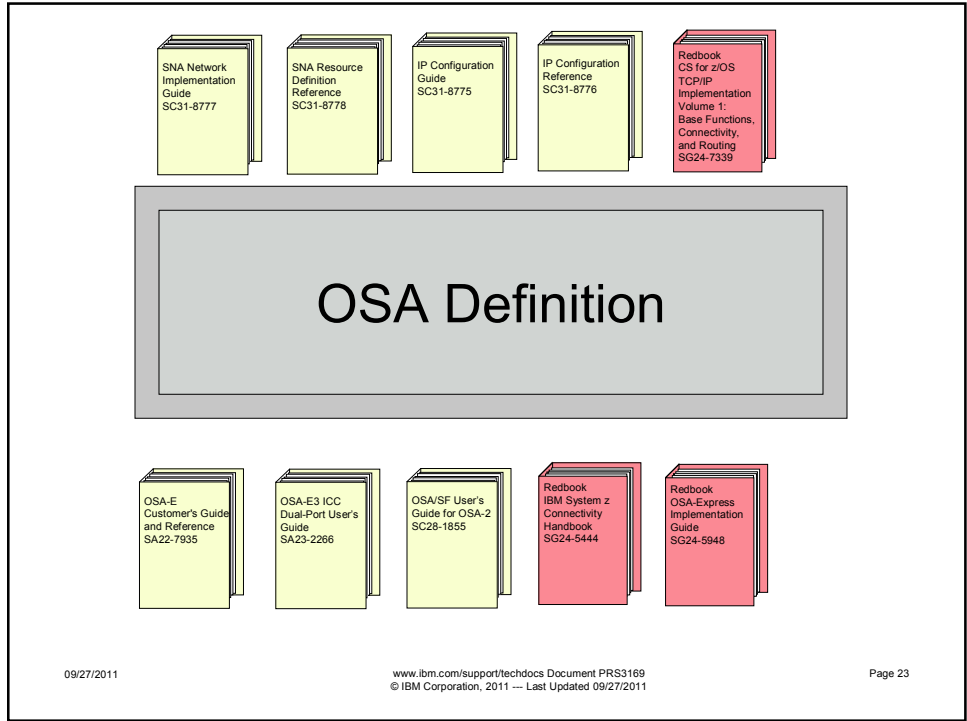 SNA Network
Implementation
Guide
SC31-8777
SNA Resource
Definition
Reference
SC31-8778
IP Configuration
Guide
SC31-8775
IP Configuration
Reference
SC31-8776
Redbook
CS for z/OS
TCP/IP
Implementation
Volume 1:
Base Functions,
Connectivity,
and Routing
SG24-7339
OSA Definition
OSA-E
Customer's Guide
and Reference
SA22-7935
OSA-E3 ICC
Dual-Port User's
Guide
SA23-2266
OSA/SF User's
Guide for OSA-2
SC28-1855
Redbook
IBM System z
Connectivity
Handbook
SG24-5444
Redbook
OSA-Express
Implementation
Guide
SG24-5948
09/27/2011
www.ibm.com/support/techdocs Document PRS3169
© IBM Corporation, 2011 --- Last Updated 09/27/2011
Page 23